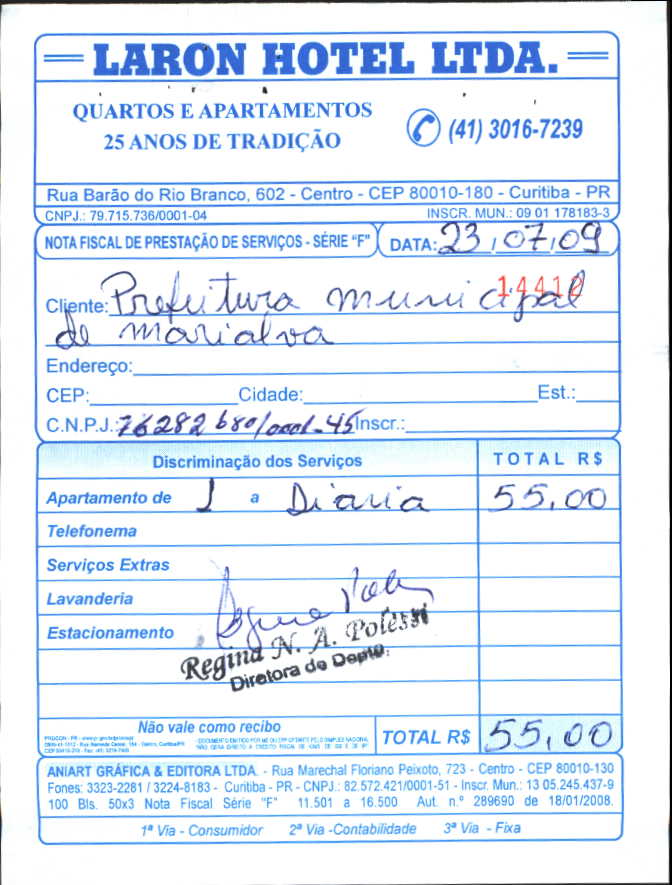 LARON HOTEL LTDA.
QUARTOS E APARTAMENTOS
25 ANOS DE TRADIÇÃO
(41) 3016-7239
Rua Barão do Rio Branco, 602 - Centro - CEP 80010-180 - Curitiba - PR
CNPJ.: 79.715.736/0001-04 INSCR. MUN.: 09 01 178183-3
NOTA FISCAL DE PRESTAÇÃO DE SERVIÇOS - SÉRIE "F" DATA: 23/07/09
14412
Cliente: Prefeitura municipal
de marialva
Endereço:
CEP: Cidade: Est.:
C.N.P.J.: 76282680/0001-45 Inscr.:
Discriminação dos Serviços TOTAL R$
Apartamento de 1 a Diaria 55,00
Telefonema
Serviços Extras
Lavanderia
Estacionamento
Regina N. A. Polessi
Diretora de Depto.
Não vale como recibo
TOTAL R$ 55,00
ANIART GRÁFICA & EDITORA LTDA. - Rua Marechal Floriano Peixoto, 723 - Centro - CEP 80010-130
Fones: 3323-2281 / 3224-8183 - Curitiba - PR - CNPJ.: 82.572.421/0001-51 - Inscr. Mun.: 13 05.245.437-9
100 Bls. 50x3 Nota Fiscal Série "F" 11.501 a 16.500 Aut. n.º 289690 de 18/01/2008.
1ª Via - Consumidor 2ª Via -Contabilidade 3ª Via - Fixa